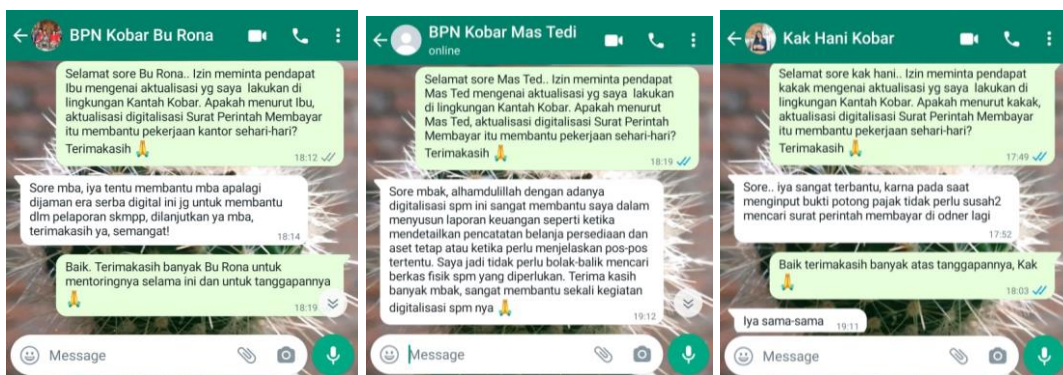 BPN Kobar Bu Rona
Selamat sore Bu Rona.. Izin meminta pendapat
Ibu mengenai aktualisasi yg saya lakukan di
lingkungan Kantah Kobar. Apakah menurut Ibu,
aktualisasi digitalisasi Surat Perintah Membayar
itu membantu pekerjaan kantor sehari-hari?
Terimakasih 🙏
18:12
Sore mba, iya tentu membantu mba apalagi
dijaman era serba digital ini jg untuk membantu
dlm pelaporan skmpp, dilanjutkan ya mba,
terimakasih ya, semangat!
18:14
Baik. Terimakasih banyak Bu Rona untuk
mentoringnya selama ini dan untuk tanggapannya
🙏
18:19
Message
BPN Kobar Mas Tedi
online
Selamat sore Mas Ted.. Izin meminta pendapat
Mas Ted mengenai aktualisasi yg saya lakukan
di lingkungan Kantah Kobar. Apakah menurut
Mas Ted, aktualisasi digitalisasi Surat Perintah
Membayar itu membantu pekerjaan sehari-hari?
Terimakasih 🙏
18:19
Sore mbak, alhamdulillah dengan adanya
digitalisasi spm ini sangat membantu saya dalam
menyusun laporan keuangan seperti ketika
mendetailkan pencatatan belanja persediaan dan
aset tetap atau ketika perlu menjelaskan pos-pos
tertentu. Saya jadi tidak perlu bolak-balik mencari
berkas fisik spm yang diperlukan. Terima kasih
banyak mbak, sangat membantu sekali kegiatan
digitalisasi spm nya 🙏
19:12
Message
Kak Hani Kobar
Selamat sore kak hani.. Izin meminta pendapat
kakak mengenai aktualisasi yg saya lakukan di
lingkungan Kantah Kobar. Apakah menurut kakak,
aktualisasi digitalisasi Surat Perintah Membayar
itu membantu pekerjaan sehari-hari?
Terimakasih 🙏
17:49
Sore.. iya sangat terbantu, karna pada saat
menginput bukti potong pajak tidak perlu susah2
mencari surat perintah membayar di odner lagi
17:52
Baik terimakasih banyak atas tanggapannya, Kak
🙏
18:03
Iya sama-sama
19:11
Message